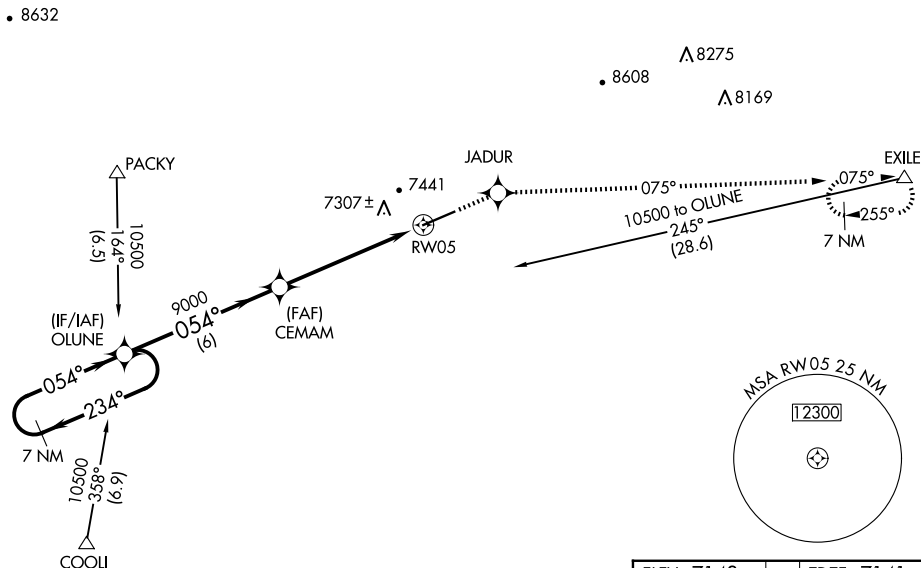 8632
8275
8608
8169
PACKY
JADUR
EXILE
7441
7307±
075°
075°
10500 to OLUNE
255°
245°
(28.6)
7 NM
RW05
10500
164°
(6.5)
9000
054°
(6)
(FAF)
CEMAM
(IF/IAF)
OLUNE
054°
234°
7 NM
10500
358°
(6.6)
COOLI
MSA RW05 25 NM
12300